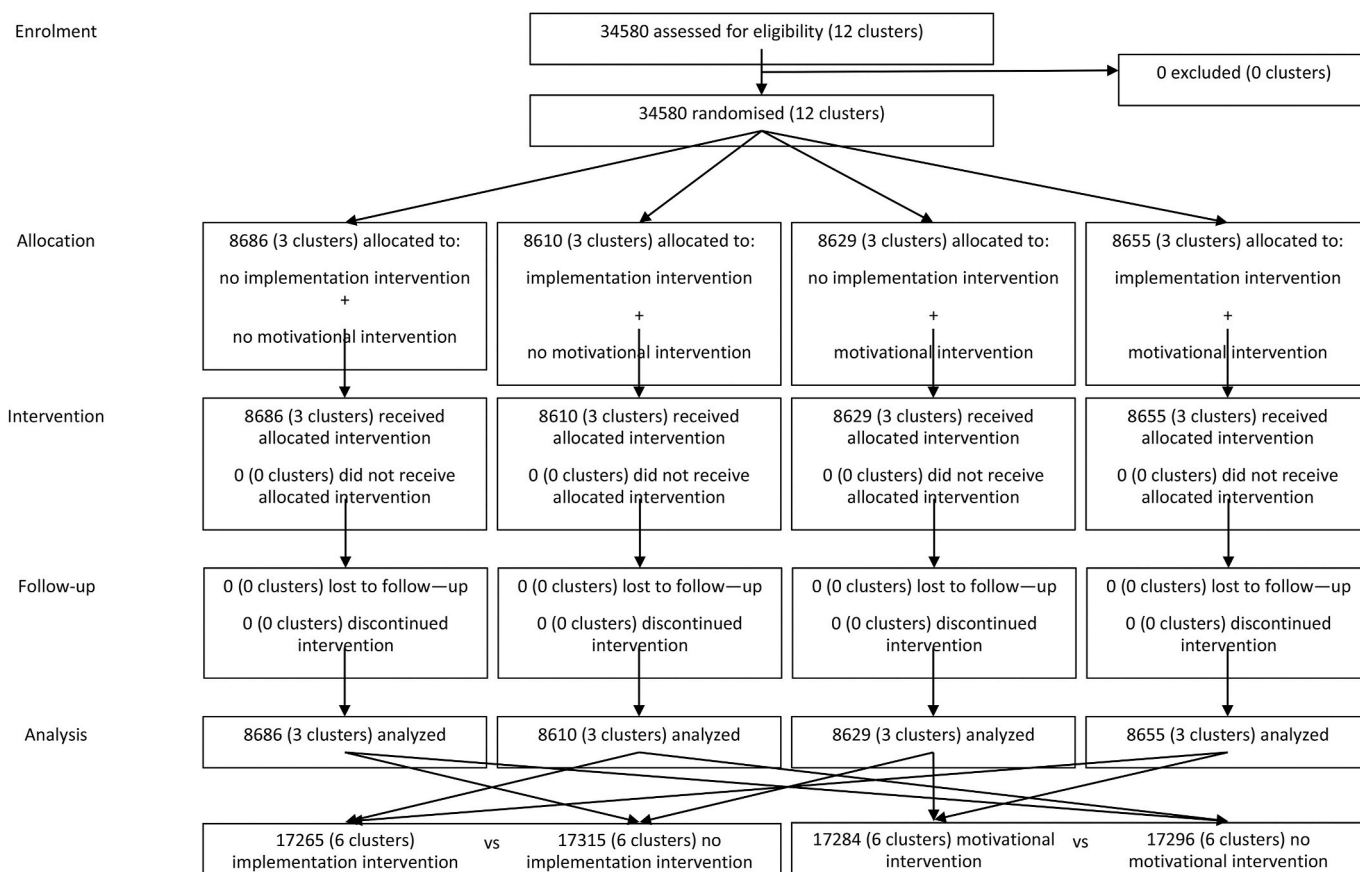 Enrolment
34580 assessed for eligibility (12 clusters)
0 excluded (0 clusters)
34580 randomised (12 clusters)
Allocation
8686 (3 clusters) allocated to:
no implementation intervention
+
no motivational intervention
8610 (3 clusters) allocated to:
implementation intervention
+
no motivational intervention
8629 (3 clusters) allocated to:
no implementation intervention
+
motivational intervention
8655 (3 clusters) allocated to:
implementation intervention
+
motivational intervention
Intervention
8686 (3 clusters) received
allocated intervention
0 (0 clusters) did not receive
allocated intervention
8610 (3 clusters) received
allocated intervention
0 (0 clusters) did not receive
allocated intervention
8629 (3 clusters) received
allocated intervention
0 (0 clusters) did not receive
allocated intervention
8655 (3 clusters) received
allocated intervention
0 (0 clusters) did not receive
allocated intervention
Follow-up
0 (0 clusters) lost to follow—up
0 (0 clusters) discontinued
intervention
0 (0 clusters) lost to follow—up
0 (0 clusters) discontinued
intervention
0 (0 clusters) lost to follow—up
0 (0 clusters) discontinued
intervention
0 (0 clusters) lost to follow—up
0 (0 clusters) discontinued
intervention
Analysis
8686 (3 clusters) analyzed
8610 (3 clusters) analyzed
8629 (3 clusters) analyzed
8655 (3 clusters) analyzed
17265 (6 clusters)
implementation intervention
vs
17315 (6 clusters) no
implementation intervention
17284 (6 clusters) motivational
intervention
vs
17296 (6 clusters) no
motivational intervention